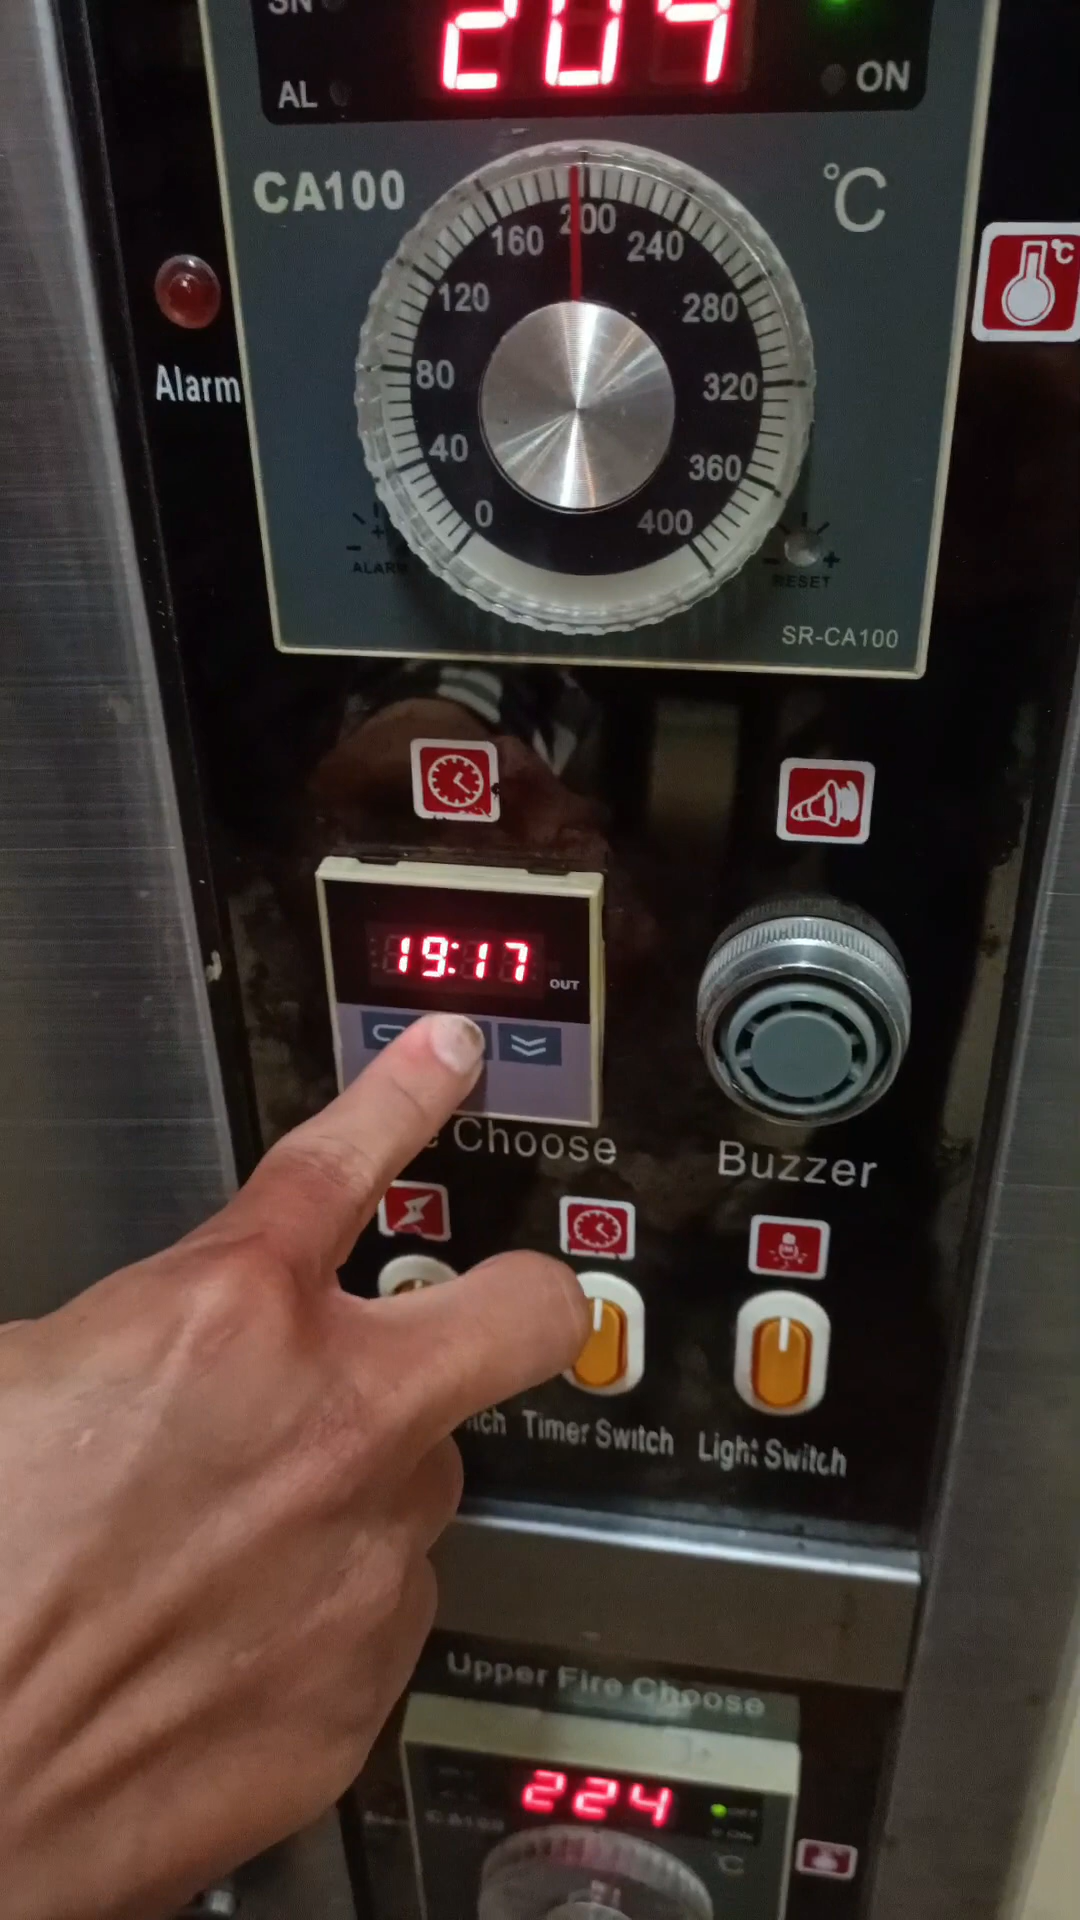 SN
209
AL
ON
CA100
°C
°C
200
160
240
120
280
80
320
40
360
0
400
Alarm
ALARM
RESET
SR-CA100
19:17
OUT
Choose
Buzzer
Timer Switch
Light Switch
Upper Fire Choose
224
°C